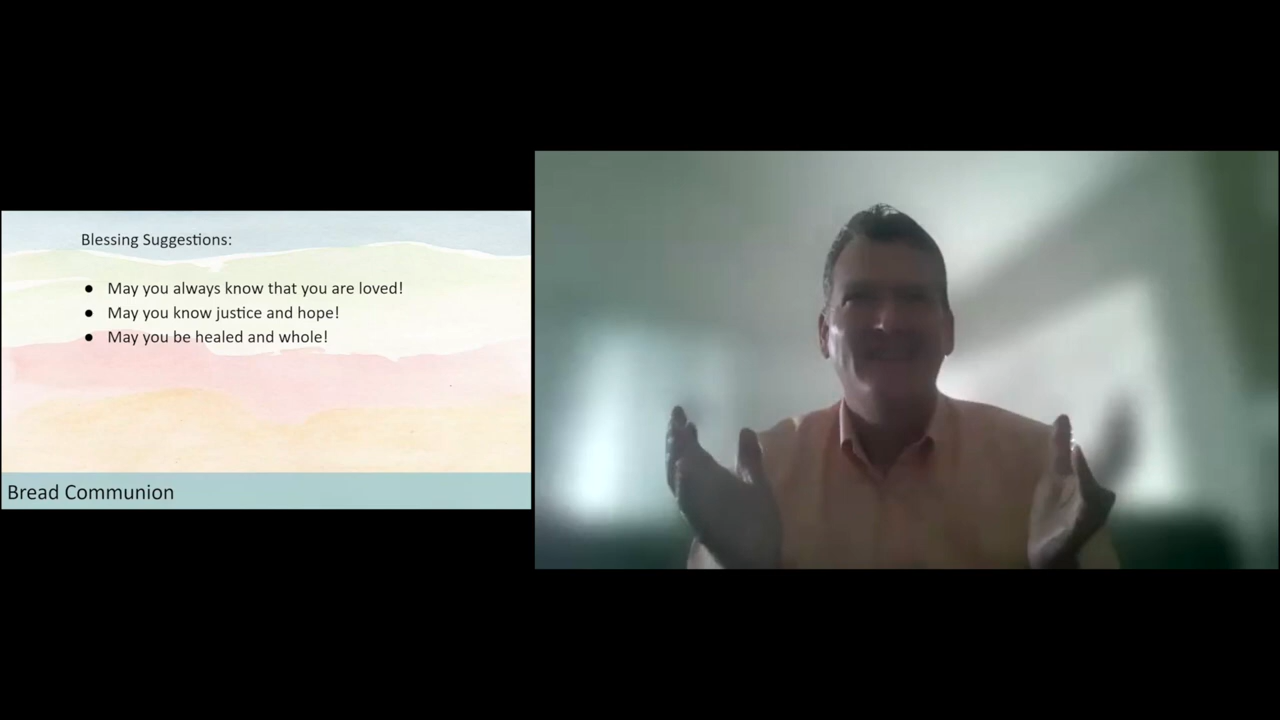 Blessing Suggestions:
● May you always know that you are loved!
● May you know justice and hope!
● May you be healed and whole!
Bread Communion